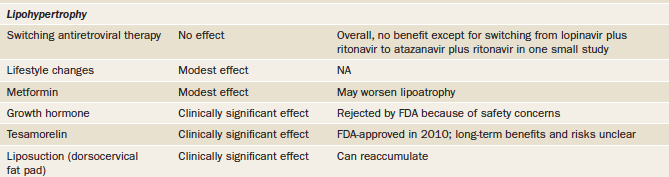 Lipohypertrophy
Switching antiretroviral therapy No effect Overall, no benefit except for switching from lopinavir plus
ritonavir to atazanavir plus ritonavir in one small study
Lifestyle changes Modest effect NA
Metformin Modest effect May worsen lipoatrophy
Growth hormone Clinically significant effect Rejected by FDA because of safety concerns
Tesamorelin Clinically significant effect FDA-approved in 2010; long-term benefits and risks unclear
Liposuction (dorsocervical Clinically significant effect Can reaccumulate
fat pad)